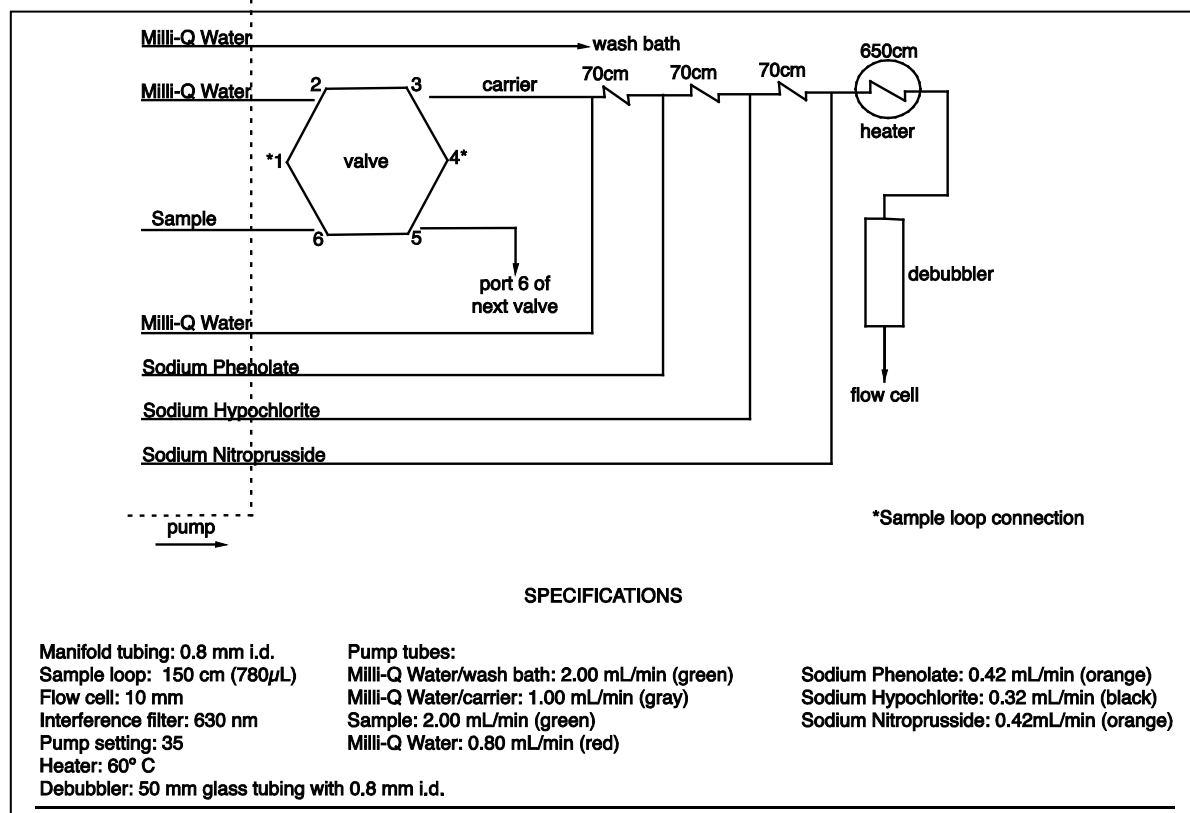 Milli-Q Water
wash bath
650cm
70cm
70cm
70cm
Milli-Q Water
2
3
carrier
heater
*1
valve
4*
Sample
6
5
port 6 of
next valve
debubbler
Milli-Q Water
Sodium Phenolate
flow cell
Sodium Hypochlorite
Sodium Nitroprusside
*Sample loop connection
pump
SPECIFICATIONS
Manifold tubing: 0.8 mm i.d.
Sample loop: 150 cm (780µL)
Flow cell: 10 mm
Interference filter: 630 nm
Pump setting: 35
Heater: 60º C
Debubbler: 50 mm glass tubing with 0.8 mm i.d.
Pump tubes:
Milli-Q Water/wash bath: 2.00 mL/min (green)
Milli-Q Water/carrier: 1.00 mL/min (gray)
Sample: 2.00 mL/min (green)
Milli-Q Water: 0.80 mL/min (red)
Sodium Phenolate: 0.42 mL/min (orange)
Sodium Hypochlorite: 0.32 mL/min (black)
Sodium Nitroprusside: 0.42mL/min (orange)